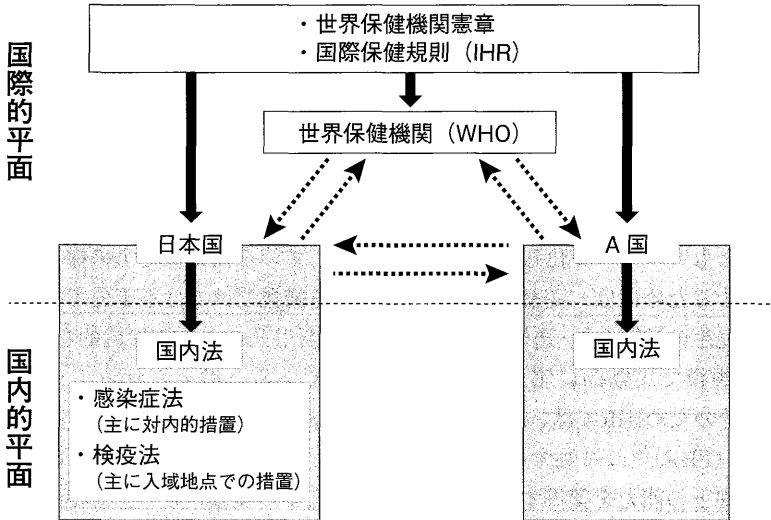 ・世界保健機関憲章
・国際保健規則（IHR）
国際的平面
世界保健機関（WHO）
日本国
A 国
国内法
国内法
国内的平面
・感染症法
（主に対内的措置）
・検疫法
（主に入域地点での措置）